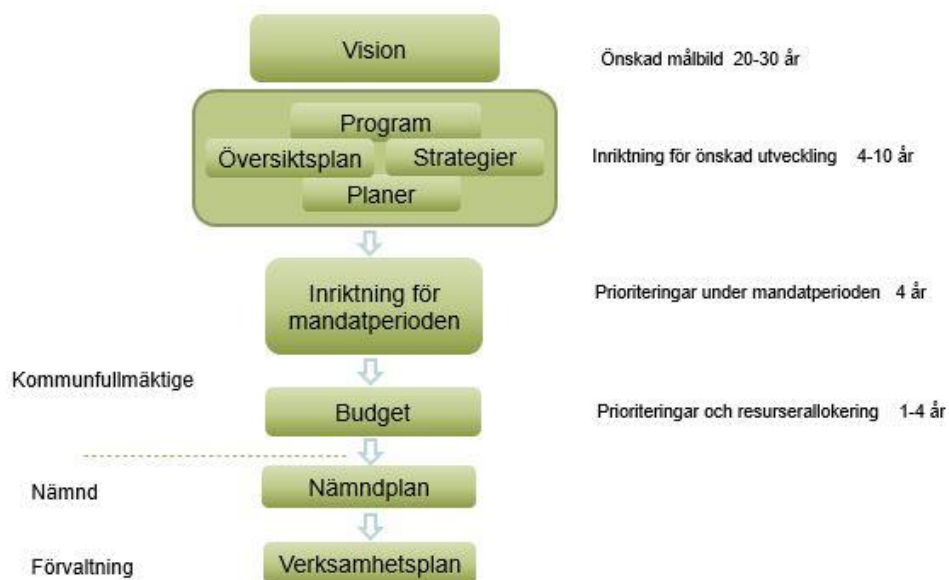 Vision
Önskad målbild 20-30 år
Program
Översiktsplan
Strategier
Planer
Inriktning för önskad utveckling 4-10 år
Inriktning för
mandatperioden
Prioriteringar under mandatperioden 4 år
Kommunfullmäktige
Budget
Prioriteringar och resurserallokering 1-4 år
Nämnd
Nämndplan
Förvaltning
Verksamhetsplan